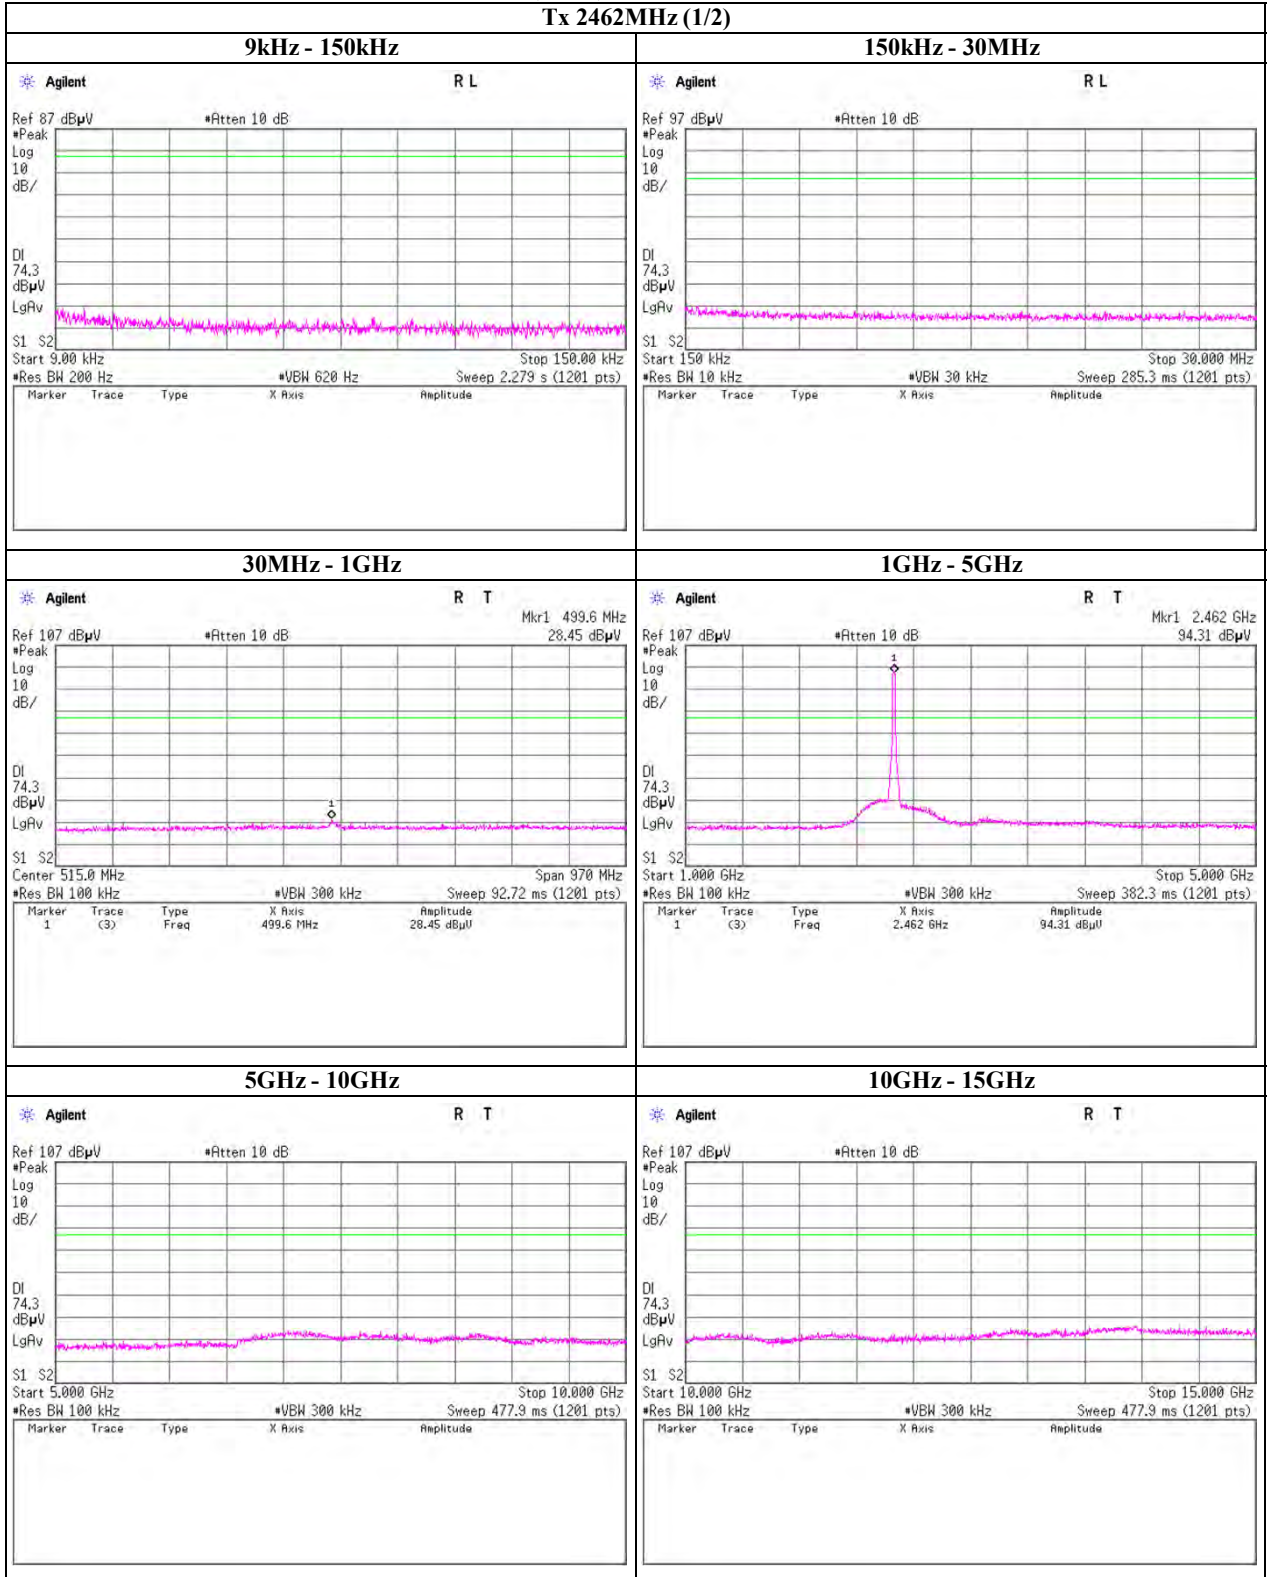 Tx 2462MHz (1/2)
9kHz - 150kHz
Agilent R L
Ref 87 dBµV #Atten 10 dB
#Peak
Log
10
dB/
DI
74.3
dBµV
LgAv
S1 S2
Start 9.00 kHz Stop 150.00 kHz
#Res BW 200 Hz #VBW 620 Hz Sweep 2.279 s (1201 pts)
Marker Trace Type X Axis Amplitude
150kHz - 30MHz
Agilent R L
Ref 97 dBµV #Atten 10 dB
#Peak
Log
10
dB/
DI
74.3
dBµV
LgAv
S1 S2
Start 150 kHz Stop 30.000 MHz
#Res BW 10 kHz #VBW 30 kHz Sweep 285.3 ms (1201 pts)
Marker Trace Type X Axis Amplitude
30MHz - 1GHz
Agilent R T
Mkr1 499.6 MHz
Ref 107 dBµV #Atten 10 dB 28.45 dBµV
#Peak
Log
10
dB/
DI
74.3
dBµV
1
LgAv
S1 S2
Center 515.0 MHz Span 970 MHz
#Res BW 100 kHz #VBW 300 kHz Sweep 92.72 ms (1201 pts)
Marker Trace Type X Axis Amplitude
1 (3) Freq 499.6 MHz 28.45 dBµV
1GHz - 5GHz
Agilent R T
Mkr1 2.462 GHz
Ref 107 dBµV #Atten 10 dB 94.31 dBµV
#Peak
1
Log
10
dB/
DI
74.3
dBµV
LgAv
S1 S2
Start 1.000 GHz Stop 5.000 GHz
#Res BW 100 kHz #VBW 300 kHz Sweep 382.3 ms (1201 pts)
Marker Trace Type X Axis Amplitude
1 (3) Freq 2.462 GHz 94.31 dBµV
5GHz - 10GHz
Agilent R T
Ref 107 dBµV #Atten 10 dB
#Peak
Log
10
dB/
DI
74.3
dBµV
LgAv
S1 S2
Start 5.000 GHz Stop 10.000 GHz
#Res BW 100 kHz #VBW 300 kHz Sweep 477.9 ms (1201 pts)
Marker Trace Type X Axis Amplitude
10GHz - 15GHz
Agilent R T
Ref 107 dBµV #Atten 10 dB
#Peak
Log
10
dB/
DI
74.3
dBµV
LgAv
S1 S2
Start 10.000 GHz Stop 15.000 GHz
#Res BW 100 kHz #VBW 300 kHz Sweep 477.9 ms (1201 pts)
Marker Trace Type X Axis Amplitude